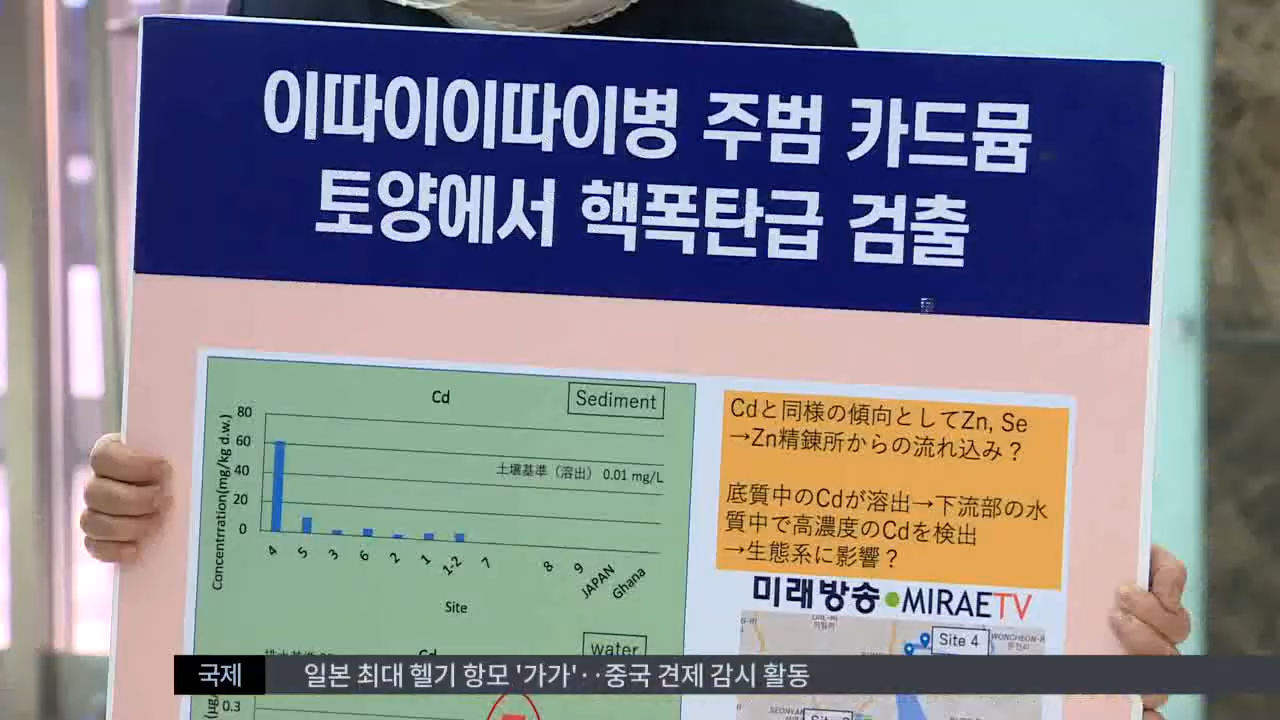 이따이이따이병 주범 카드뮴
토양에서 핵폭탄급 검출
Cd
Sediment
Concentrration(mg/kg d.w.)
80
60
40
20
0
土壌基準（溶出） 0.01 mg/L
4
5
3
6
2
1
1-2
7
8
9
JAPAN
Ghana
Site
Cdと同様の傾向としてZn, Se
→Zn精錬所からの流れ込み？
底質中のCdが溶出→下流部の水
質中で高濃度のCdを検出
→生態系に影響？
미래방송 MIRAETV
Site 4
WONCHEON-R
water
Cd
국제
일본 최대 헬기 항모 '가가'‥중국 견제 감시 활동
0.3